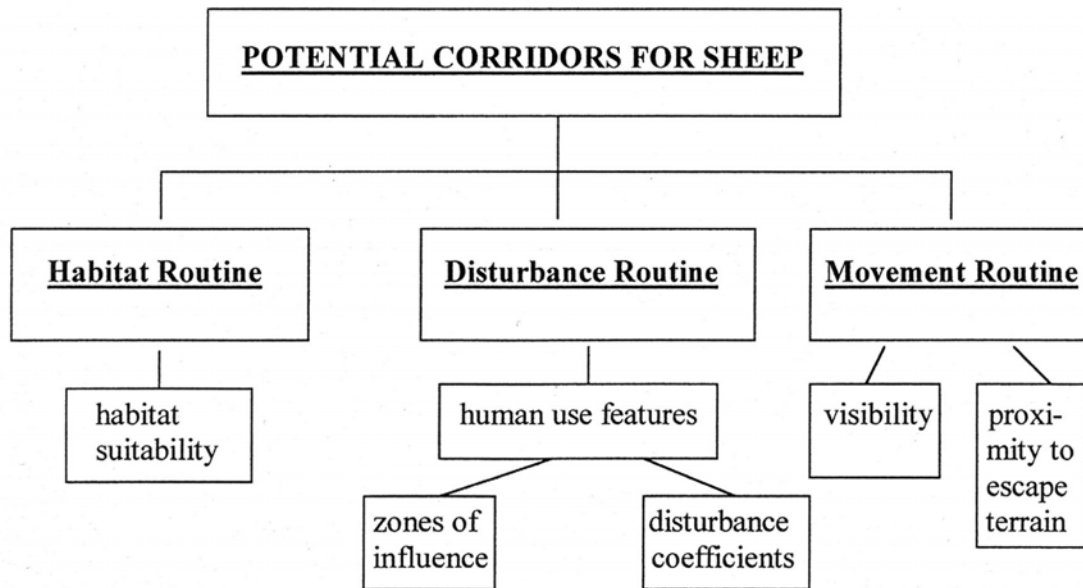 POTENTIAL CORRIDORS FOR SHEEP
Habitat Routine
Disturbance Routine
Movement Routine
habitat
suitability
human use features
visibility
proxi-
mity to
escape
terrain
zones of
influence
disturbance
coefficients